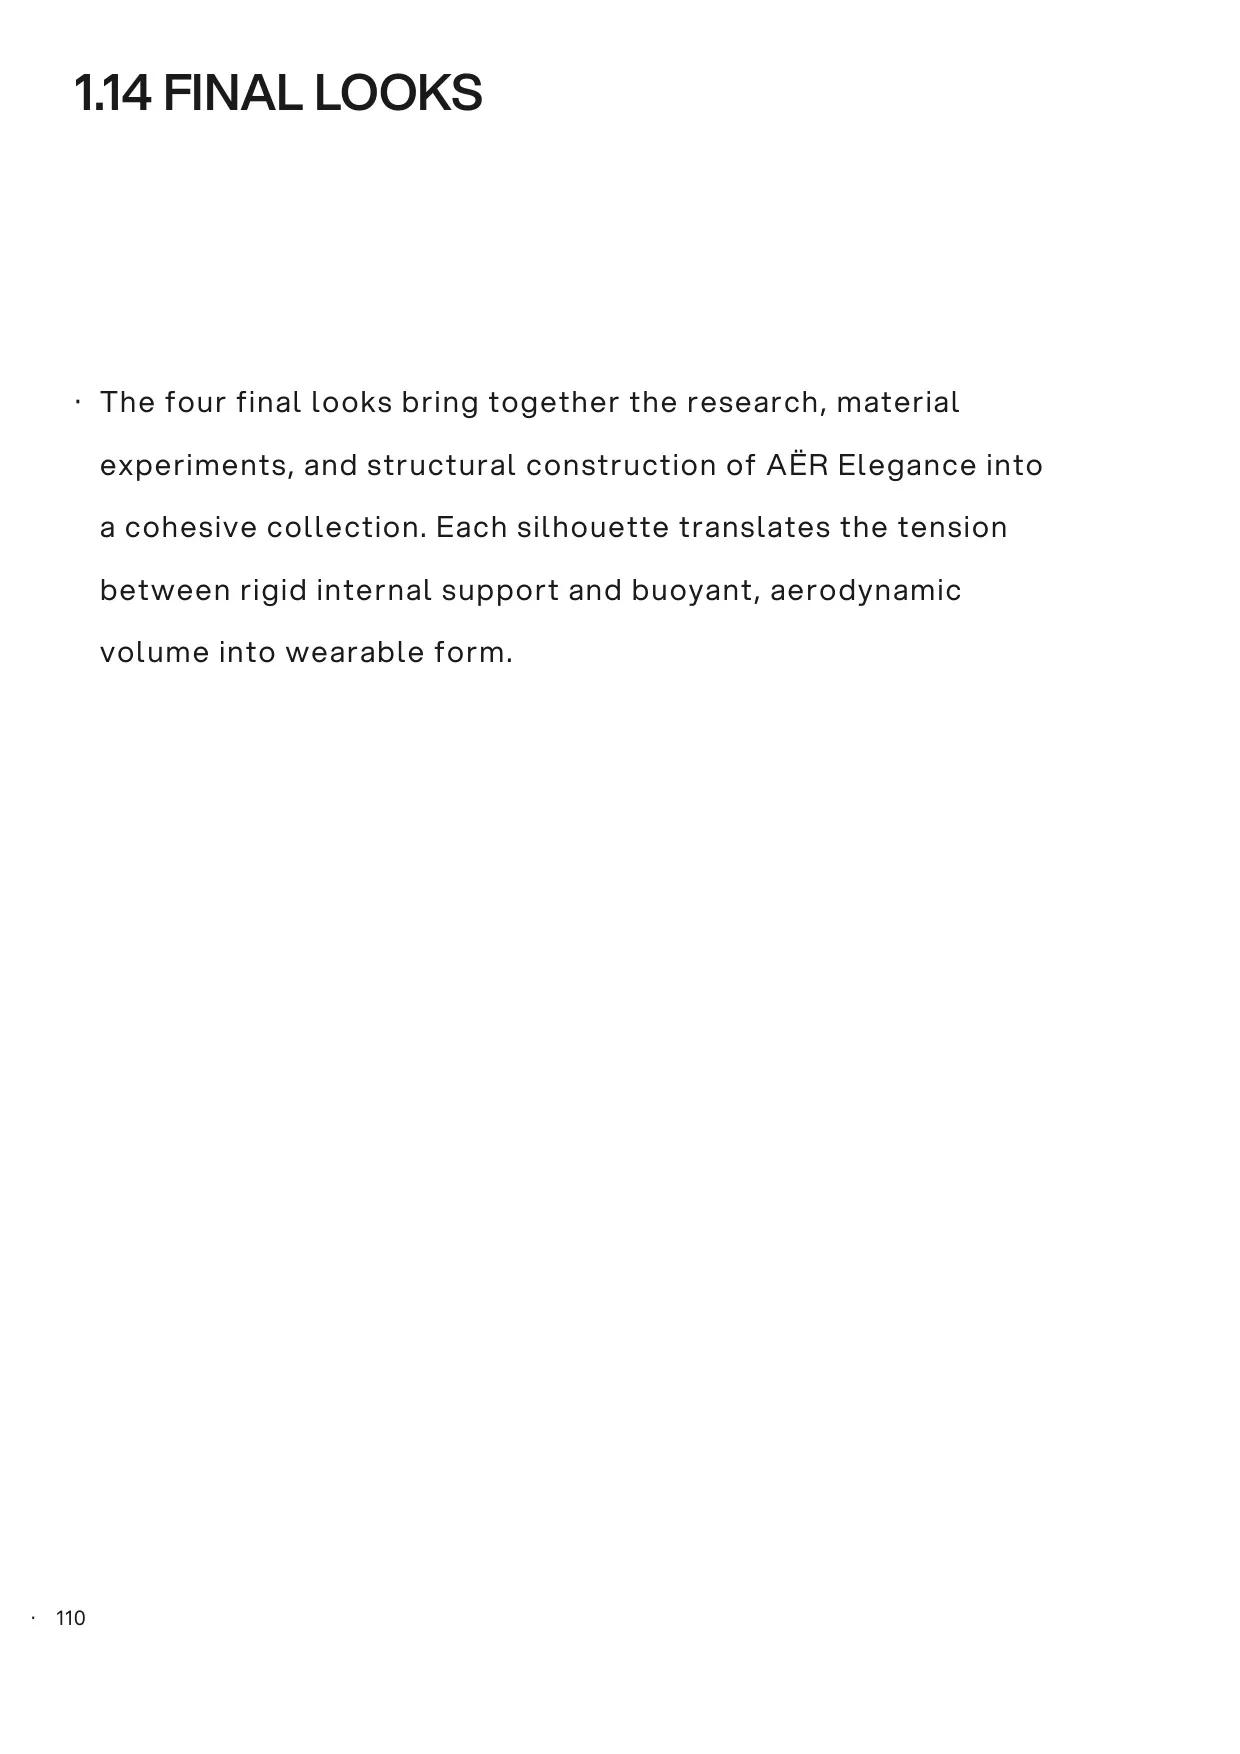 1.14 FINAL LOOKS
· The four final looks bring together the research, material
experiments, and structural construction of AËR Elegance into
a cohesive collection. Each silhouette translates the tension
between rigid internal support and buoyant, aerodynamic
volume into wearable form.
· 110